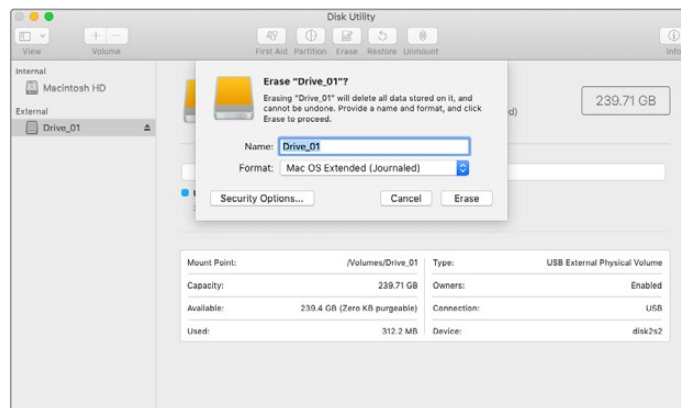 Disk Utility
View
Volume
First Aid
Partition
Erase
Restore
Unmount
Info
Internal
Macintosh HD
External
Drive_01
Erase "Drive_01"?
Erasing "Drive_01" will delete all data stored on it, and
cannot be undone. Provide a name and format, and click
Erase to proceed.
Name: Drive_01
Format: Mac OS Extended (Journaled)
Security Options...
Cancel
Erase
d)
239.71 GB
Mount Point: /Volumes/Drive_01
Type: USB External Physical Volume
Capacity: 239.71 GB
Owners: Enabled
Available: 239.4 GB (Zero KB purgeable)
Connection: USB
Used: 312.2 MB
Device: disk2s2